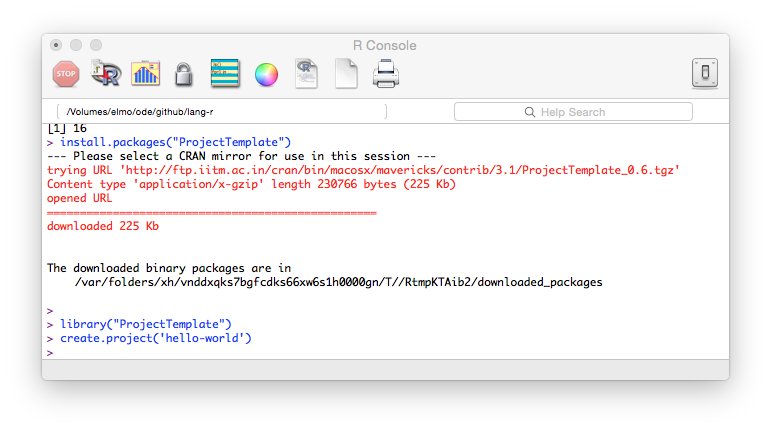 R Console
STOP
/Volumes/elmo/ode/github/lang-r
Help Search
[1] 16
> install.packages("ProjectTemplate")
--- Please select a CRAN mirror for use in this session ---
trying URL 'http://ftp.iitm.ac.in/cran/bin/macosx/mavericks/contrib/3.1/ProjectTemplate_0.6.tgz'
Content type 'application/x-gzip' length 230766 bytes (225 Kb)
opened URL
==================================================
downloaded 225 Kb
The downloaded binary packages are in
/var/folders/xh/vnddxqks7bgfcdks66xw6s1h0000gn/T//RtmpKTAib2/downloaded_packages
>
> library("ProjectTemplate")
> create.project('hello-world')
>